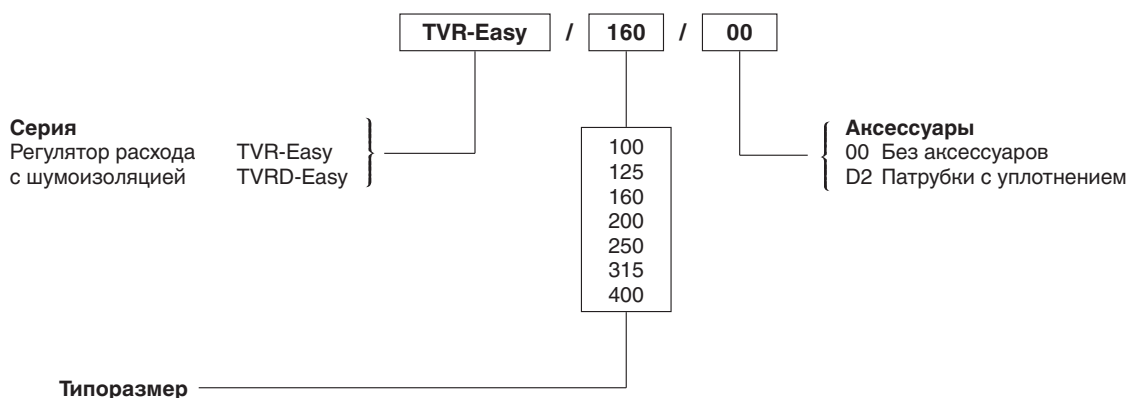 TVR-Easy / 160 / 00
Серия
Регулятор расхода TVR-Easy
с шумоизоляцией TVRD-Easy
100
125
160
200
250
315
400
Аксессуары
00 Без аксессуаров
D2 Патрубки с уплотнением
Типоразмер